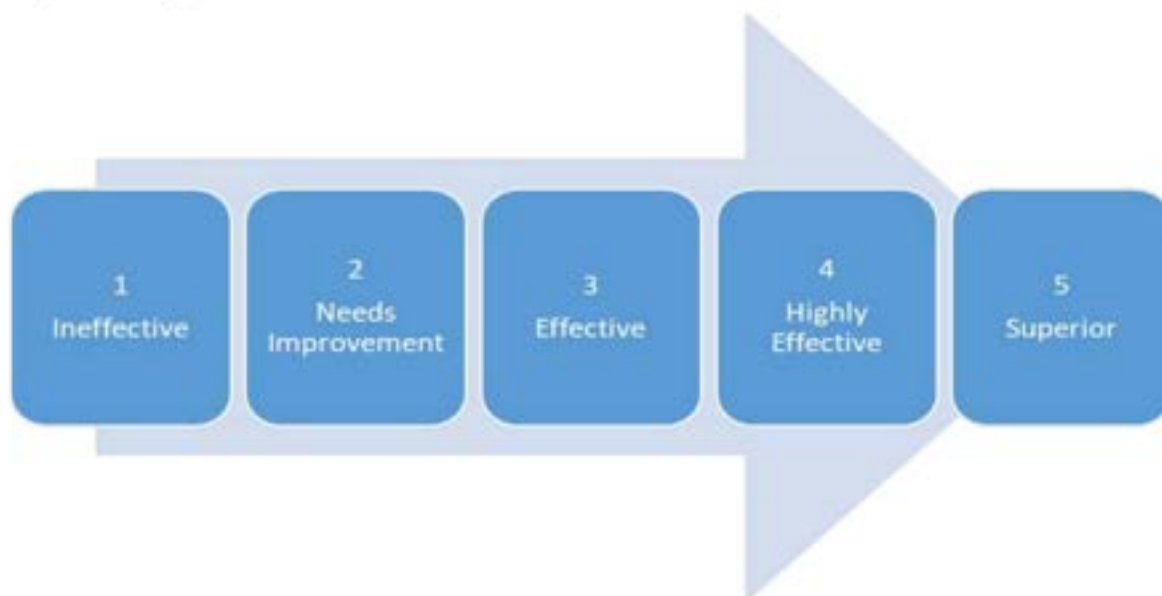 1
Ineffective
2
Needs
Improvement
3
Effective
4
Highly
Effective
5
Superior